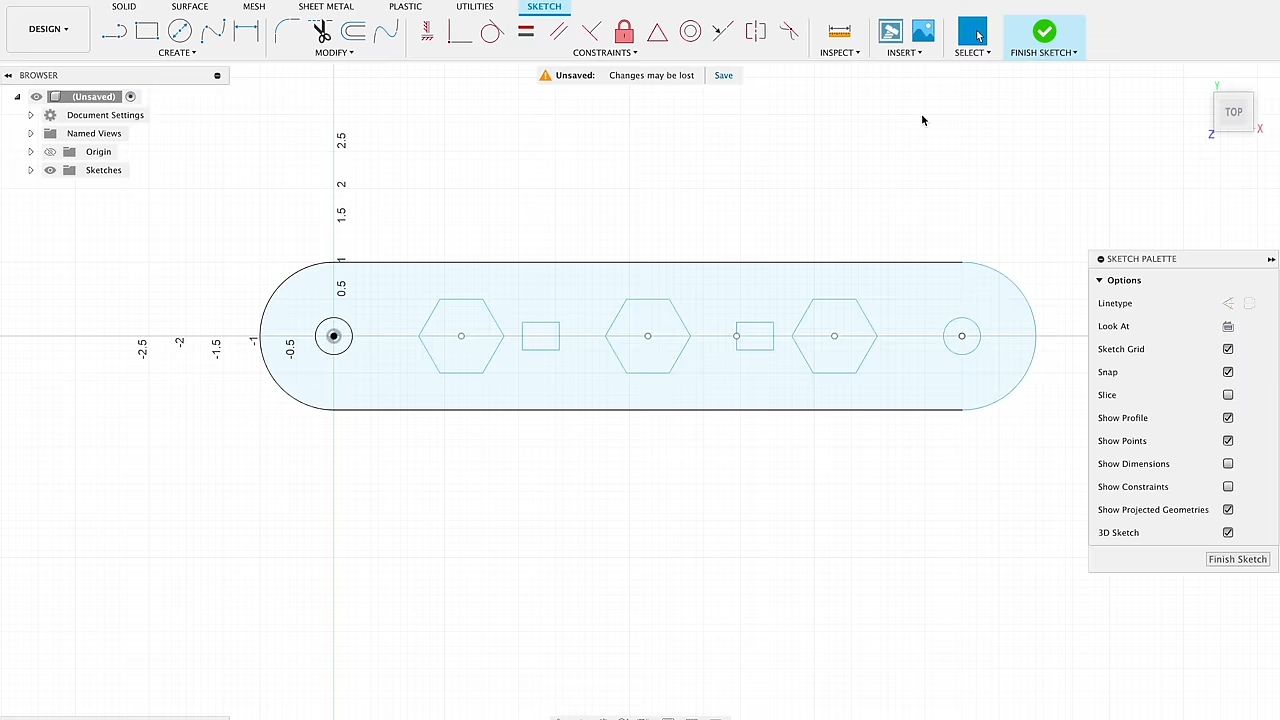 SOLID SURFACE MESH SHEET METAL PLASTIC UTILITIES SKETCH
DESIGN
CREATE MODIFY CONSTRAINTS INSPECT INSERT SELECT FINISH SKETCH
BROWSER
Unsaved: Changes may be lost Save
(Unsaved)
Document Settings
Named Views
Origin
Sketches
TOP
Y
X
Z
2.5
2
1.5
1
0.5
-2.5
-2
-1.5
-1
-0.5
SKETCH PALETTE
Options
Linetype
Look At
Sketch Grid
Snap
Slice
Show Profile
Show Points
Show Dimensions
Show Constraints
Show Projected Geometries
3D Sketch
Finish Sketch